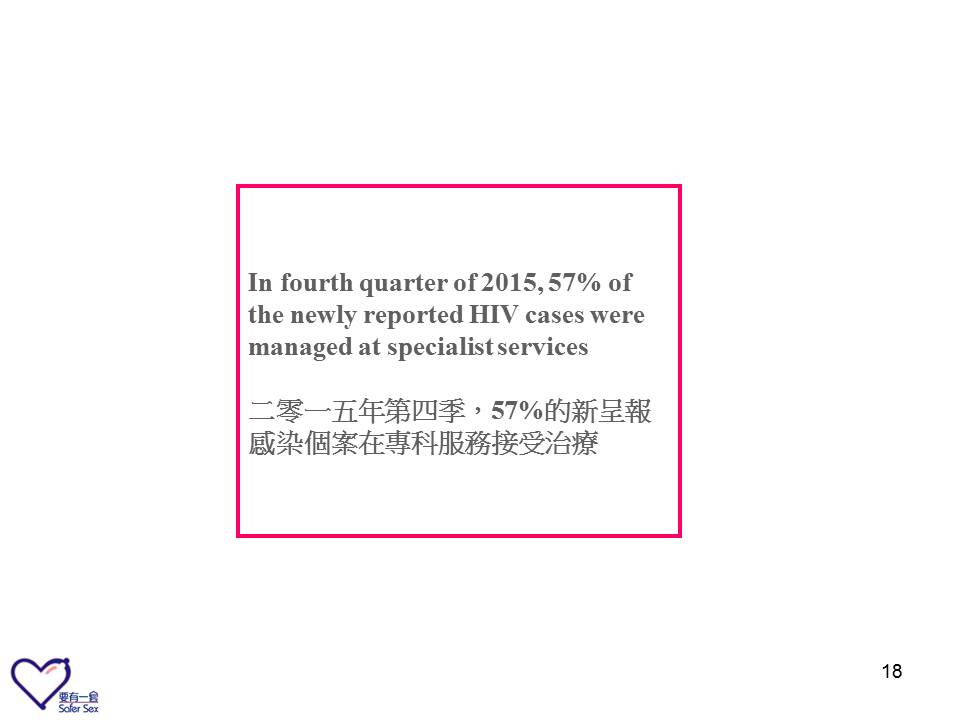 In fourth quarter of 2015, 57% of
the newly reported HIV cases were
managed at specialist services
二零一五年第四季，57%的新呈報
感染個案在專科服務接受治療
要有一套
Safer Sex
18